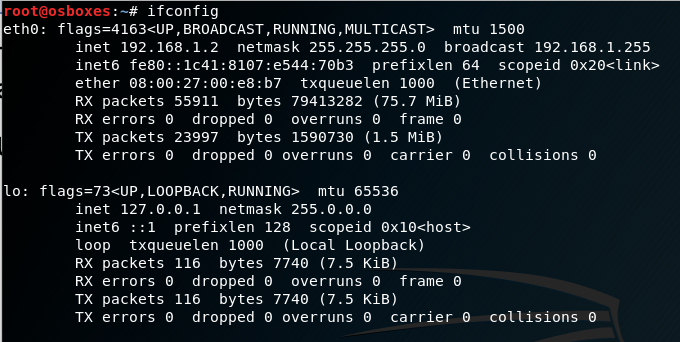 root@osboxes:~# ifconfig
eth0: flags=4163<UP,BROADCAST,RUNNING,MULTICAST>  mtu 1500
        inet 192.168.1.2  netmask 255.255.255.0  broadcast 192.168.1.255
        inet6 fe80::1c41:8107:e544:70b3  prefixlen 64  scopeid 0x20<link>
        ether 08:00:27:00:e8:b7  txqueuelen 1000  (Ethernet)
        RX packets 55911  bytes 79413282 (75.7 MiB)
        RX errors 0  dropped 0  overruns 0  frame 0
        TX packets 23997  bytes 1590730 (1.5 MiB)
        TX errors 0  dropped 0 overruns 0  carrier 0  collisions 0

lo: flags=73<UP,LOOPBACK,RUNNING>  mtu 65536
        inet 127.0.0.1  netmask 255.0.0.0
        inet6 ::1  prefixlen 128  scopeid 0x10<host>
        loop  txqueuelen 1000  (Local Loopback)
        RX packets 116  bytes 7740 (7.5 KiB)
        RX errors 0  dropped 0  overruns 0  frame 0
        TX packets 116  bytes 7740 (7.5 KiB)
        TX errors 0  dropped 0 overruns 0  carrier 0  collisions 0